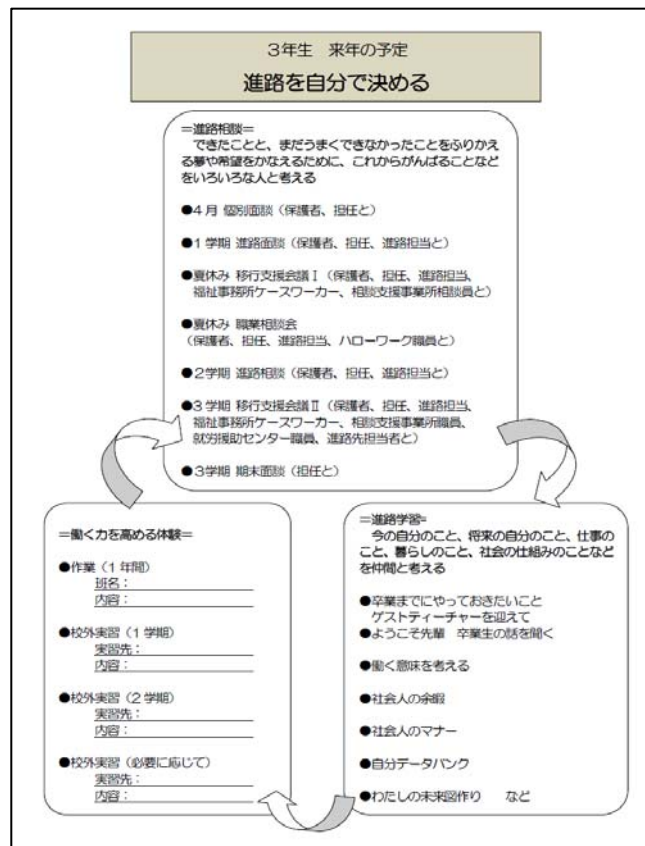 3年生　来年の予定
進路を自分で決める
＝進路相談＝
できたことと、まだうまくできなかったことをふりかえ
る夢や希望をかなえるために、これからがんばることなど
をいろいろな人と考える
●4月 個別面談（保護者、担任と）
●1学期 進路面談（保護者、担任、進路担当と）
●夏休み 移行支援会議Ⅰ（保護者、担任、進路担当、
福祉事務所ケースワーカー、相談支援事業所相談員と）
●夏休み 職業相談会
（保護者、担任、進路担当、ハローワーク職員と）
●2学期 進路相談（保護者、担任、進路担当と）
●3学期 移行支援会議Ⅱ（保護者、担任、進路担当、
福祉事務所ケースワーカー、相談支援事業所職員、
就労援助センター職員、進路先担当者と）
●3学期 期末面談（担任と）
＝働く力を高める体験＝
●作業（1年間）
班名：
内容：
●校外実習（1学期）
実習先：
内容：
●校外実習（2学期）
実習先：
内容：
●校外実習（必要に応じて）
実習先：
内容：
＝進路学習=
今の自分のこと、将来の自分のこと、仕事の
こと、暮らしのこと、社会の仕組みのことなど
を仲間と考える
●卒業までにやっておきたいこと
ゲストティーチャーを迎えて
●ようこそ先輩　卒業生の話を聞く
●働く意味を考える
●社会人の余暇
●社会人のマナー
●自分データバンク
●わたしの未来図作り　　など